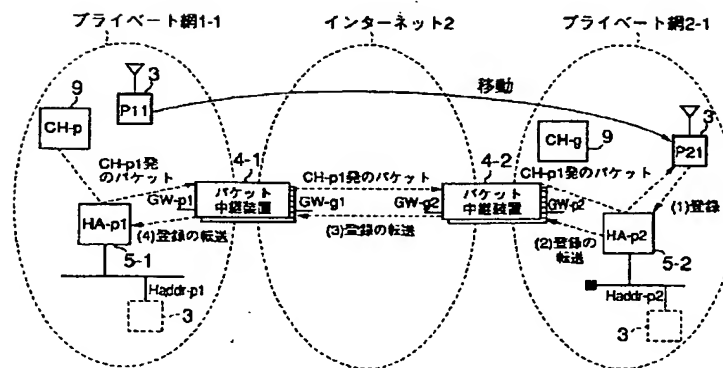 プライベート網1-1
インターネット2
プライベート網2-1
移動
3
9
P11
CH-p
3
P21
CH-g
9
4-1
4-2
CH-p1発
のパケット
CH-p1発のパケット
CH-p1発のパケット
パケット
中継装置
パケット
中継装置
GW-p1
GW-g1
GW-g2
GW-p2
(1)登録
HA-p1
(4)登録の転送
(3)登録の転送
(2)登録の
転送
HA-p2
5-1
5-2
Haddr-p1
Haddr-p2
3
3